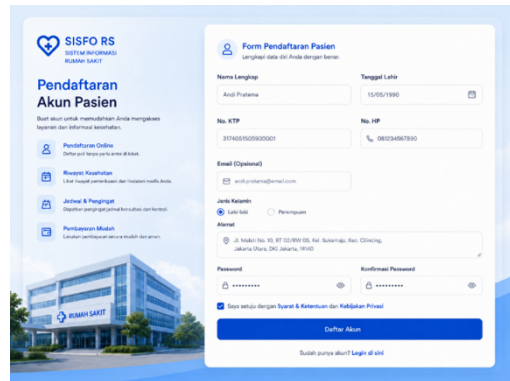 SISFO RS
SISTEM INFORMASI
RUMAH SAKIT
Pendaftaran
Akun Pasien
Buat akun untuk memudahkan Anda mengakses
layanan dan informasi kesehatan.
Pendaftaran Online
Daftar poli tanpa perlu antre di loket.
Riwayat Kesehatan
Lihat riwayat pemeriksaan dan tindakan medis Anda.
Jadwal & Pengingat
Dapatkan pengingat jadwal konsultasi dan kontrol.
Pembayaran Mudah
Lakukan pembayaran secara mudah dan aman.
RUMAH SAKIT
Form Pendaftaran Pasien
Lengkapi data diri Anda dengan benar.
Nama Lengkap
Andi Pratama
Tanggal Lahir
15/05/1990
No. KTP
3174051505900001
No. HP
081234567890
Email (Opsional)
andi.pratama@email.com
Jenis Kelamin
Laki-laki
Perempuan
Alamat
Jl. Melati No. 10, RT 02/RW 05, Kel. Sukamaju, Kec. Cilincing,
Jakarta Utara, DKI Jakarta, 14140
Password
•••••••••
Konfirmasi Password
•••••••••
Saya setuju dengan Syarat & Ketentuan dan Kebijakan Privasi
Daftar Akun
Sudah punya akun? Login di sini